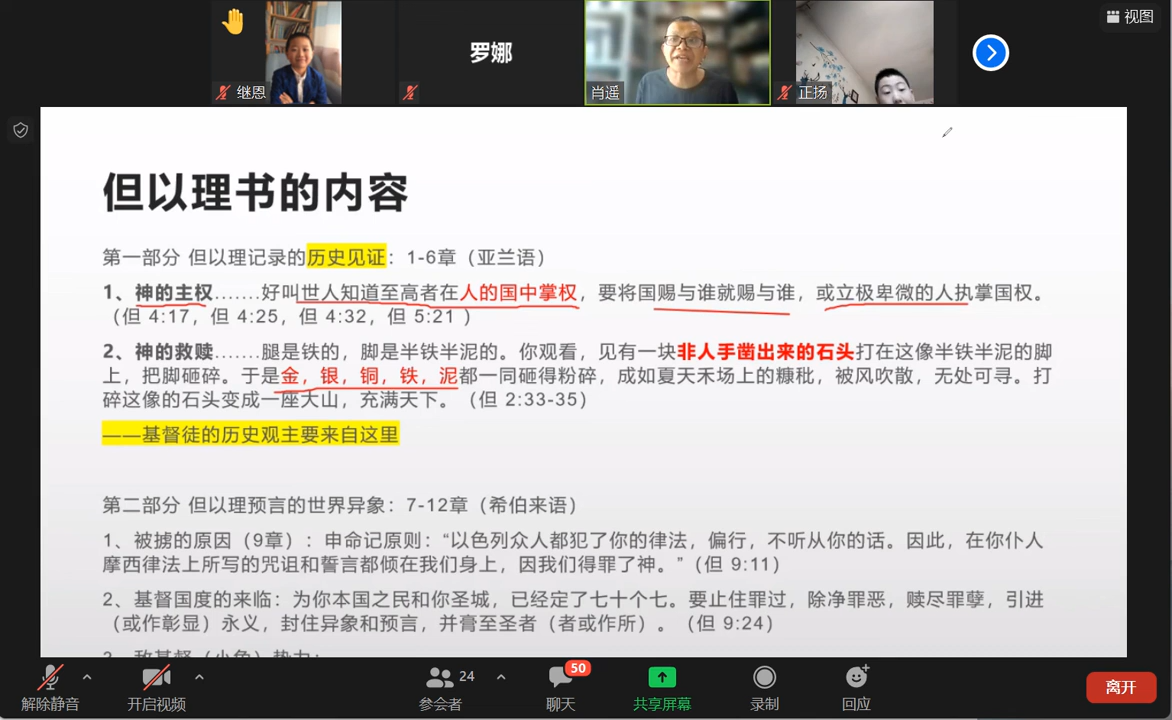 视图
继恩
罗娜
肖遥
正扬
但以理书的内容
第一部分 但以理记录的历史见证：1-6章（亚兰语）
1、神的主权.......好叫世人知道至高者在人的国中掌权，要将国赐与谁就赐与谁，或立极卑微的人执掌国权。
（但 4:17，但 4:25，但 4:32，但 5:21 ）
2、神的救赎.......腿是铁的，脚是半铁半泥的。你观看，见有一块非人手凿出来的石头打在这像半铁半泥的脚
上，把脚砸碎。于是金，银，铜，铁，泥都一同砸得粉碎，成如夏天禾场上的糠秕，被风吹散，无处可寻。打
碎这像的石头变成一座大山，充满天下。（但 2:33-35）
——基督徒的历史观主要来自这里
第二部分 但以理预言的世界异象：7-12章（希伯来语）
1、被掳的原因（9章）：申命记原则：“以色列众人都犯了你的律法，偏行，不听从你的话。因此，在你仆人
摩西律法上所写的咒诅和誓言都倾在我们身上，因我们得罪了神。”（但 9:11）
2、基督国度的来临：为你本国之民和你圣城，已经定了七十个七。要止住罪过，除净罪恶，赎尽罪孽，引进
（或作彰显）永义，封住异象和预言，并膏至圣者（者或作所）。（但 9:24）
3、敌基督（小角）势力：
解除静音
开启视频
24
参会者
50
聊天
共享屏幕
录制
回应
离开